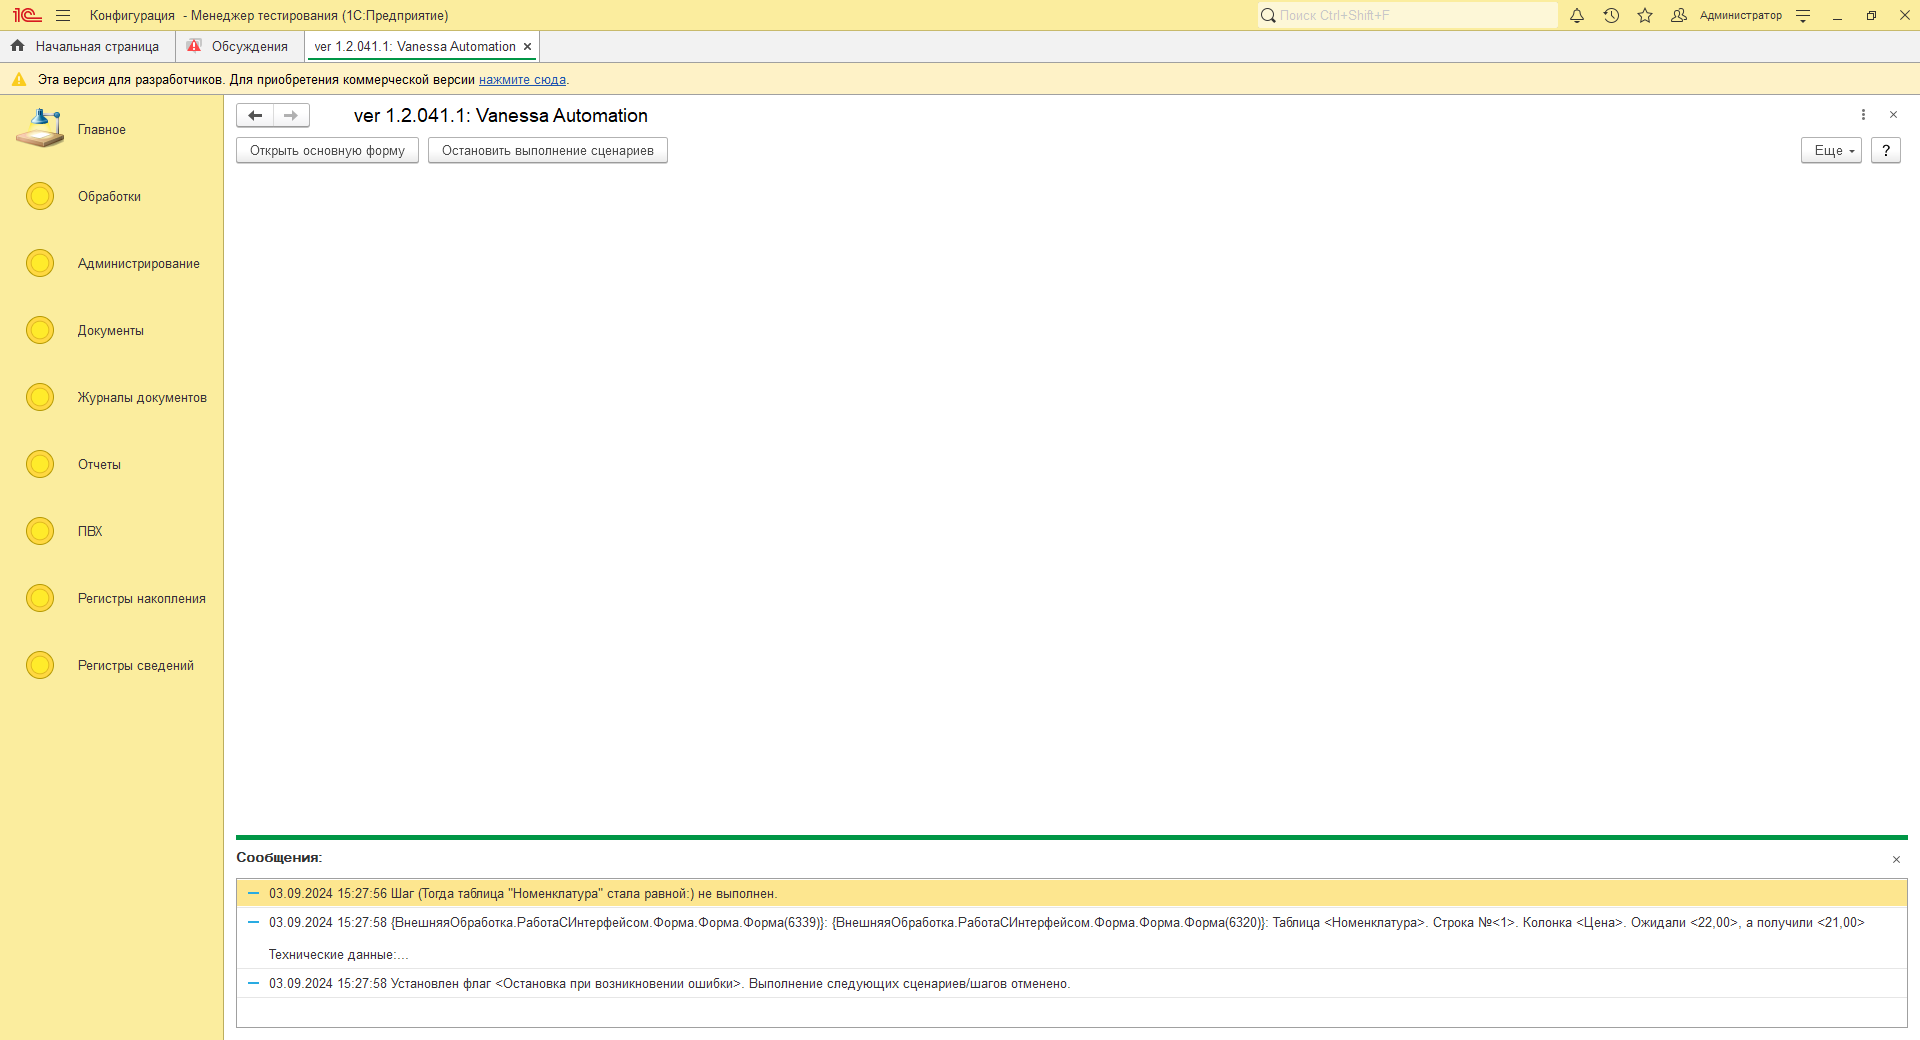 1С Конфигурация - Менеджер тестирования (1С:Предприятие) Поиск Ctrl+Shift+F Администратор
Начальная страница Обсуждения ver 1.2.041.1: Vanessa Automation
Эта версия для разработчиков. Для приобретения коммерческой версии нажмите сюда.
Главное
Обработки
Администрирование
Документы
Журналы документов
Отчеты
ПВХ
Регистры накопления
Регистры сведений
ver 1.2.041.1: Vanessa Automation
Открыть основную форму Остановить выполнение сценариев Еще ?
Сообщения:
03.09.2024 15:27:56 Шаг (Тогда таблица "Номенклатура" стала равной:) не выполнен.
03.09.2024 15:27:58 {ВнешняяОбработка.РаботаСИнтерфейсом.Форма.Форма.Форма(6339)}: {ВнешняяОбработка.РаботаСИнтерфейсом.Форма.Форма.Форма(6320)}: Таблица <Номенклатура>. Строка №<1>. Колонка <Цена>. Ожидали <22,00>, а получили <21,00>
Технические данные:...
03.09.2024 15:27:58 Установлен флаг <Остановка при возникновении ошибки>. Выполнение следующих сценариев/шагов отменено.